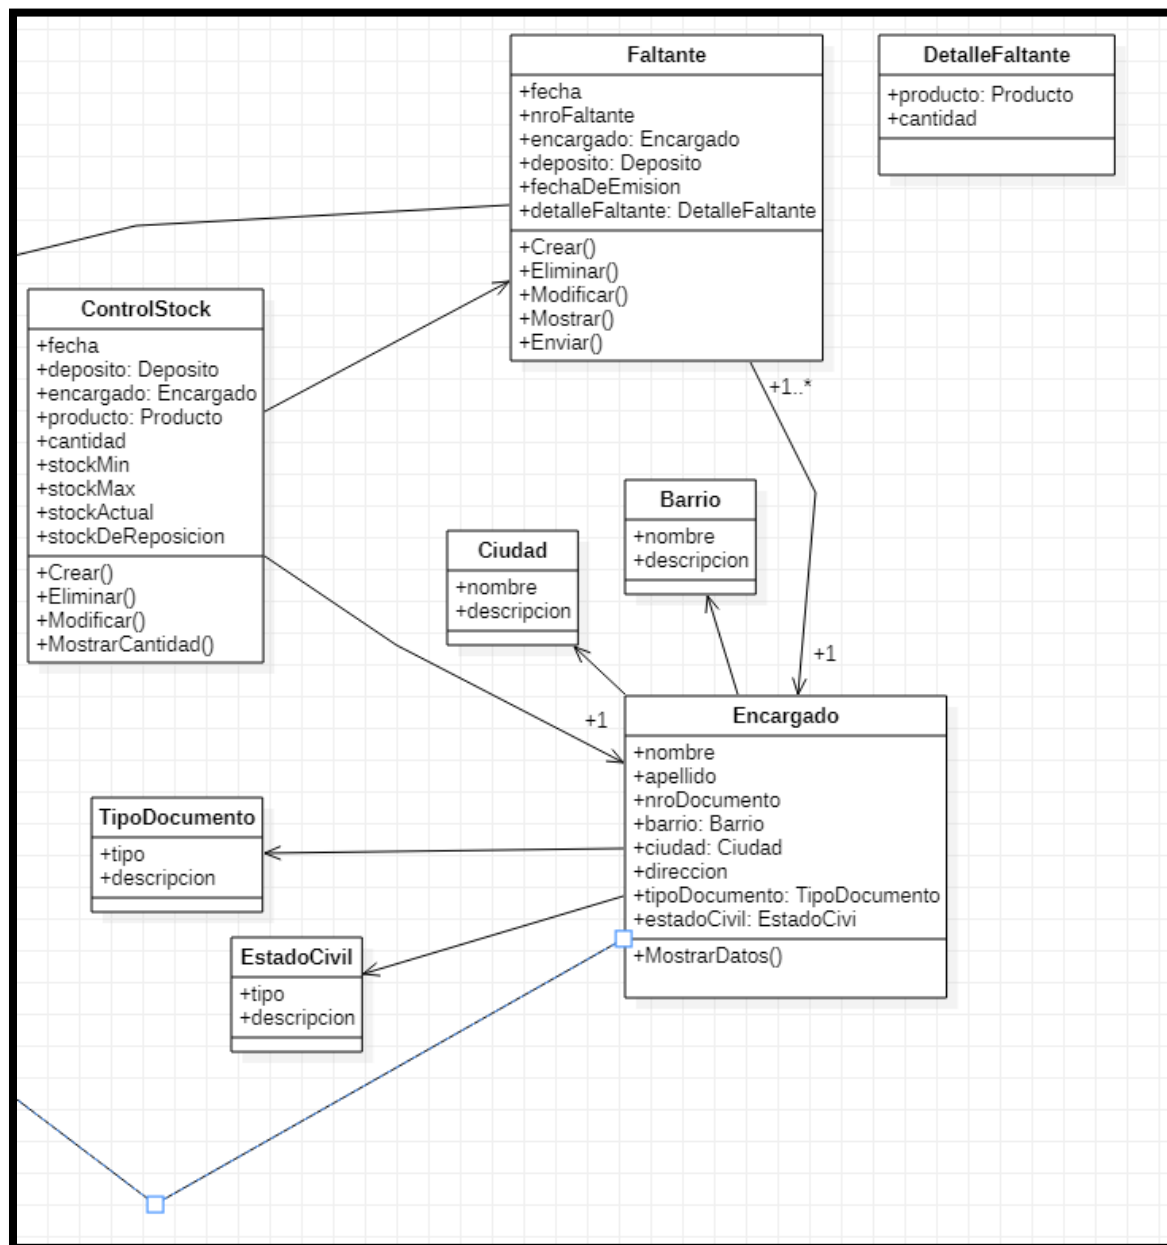 Faltante
+fecha
+nroFaltante
+encargado: Encargado
+deposito: Deposito
+fechaDeEmision
+detalleFaltante: DetalleFaltante
+Crear()
+Eliminar()
+Modificar()
+Mostrar()
+Enviar()
DetalleFaltante
+producto: Producto
+cantidad
ControlStock
+fecha
+deposito: Deposito
+encargado: Encargado
+producto: Producto
+cantidad
+stockMin
+stockMax
+stockActual
+stockDeReposicion
+Crear()
+Eliminar()
+Modificar()
+MostrarCantidad()
+1..*
Barrio
+nombre
+descripcion
Ciudad
+nombre
+descripcion
+1
+1
Encargado
+nombre
+apellido
+nroDocumento
+barrio: Barrio
+ciudad: Ciudad
+direccion
+tipoDocumento: TipoDocumento
+estadoCivil: EstadoCivi
+MostrarDatos()
TipoDocumento
+tipo
+descripcion
EstadoCivil
+tipo
+descripcion